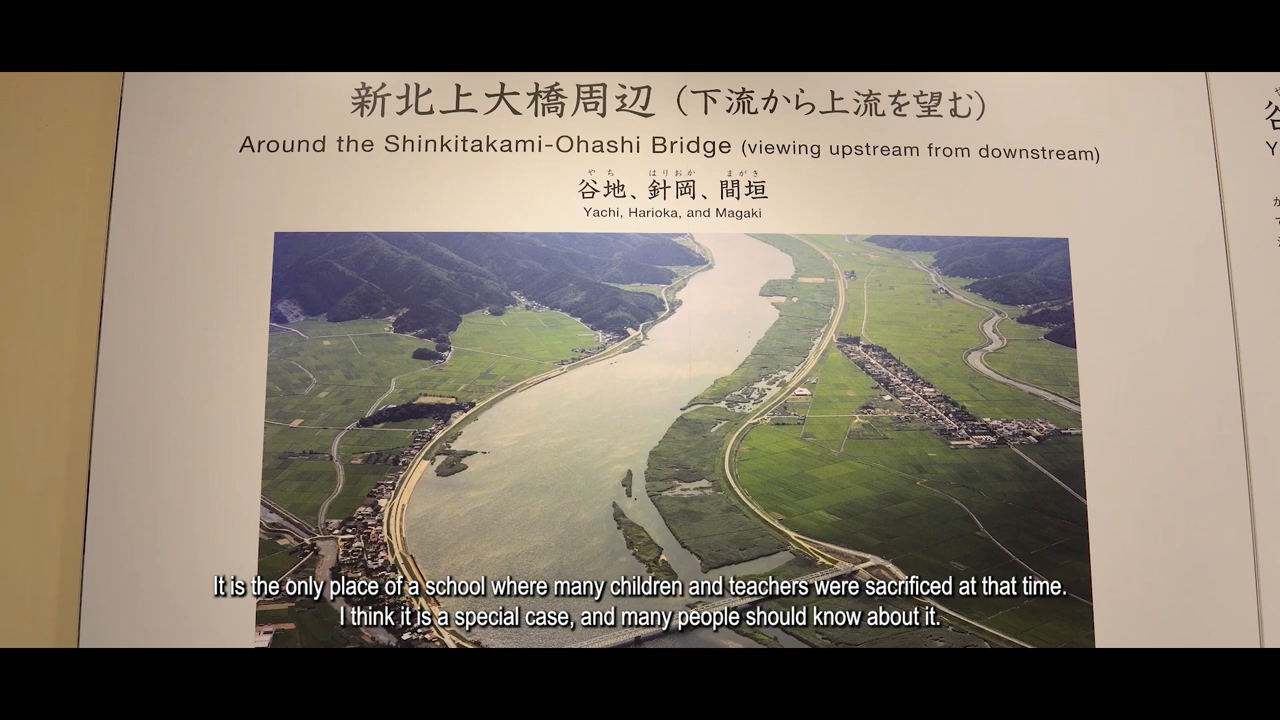 新北上大橋周辺（下流から上流を望む）
Around the Shinkitakami-Ohashi Bridge (viewing upstream from downstream)
やち はりおか まがき
谷地、針岡、間垣
Yachi, Harioka, and Magaki
It is the only place of a school where many children and teachers were sacrificed at that time.
I think it is a special case, and many people should know about it.